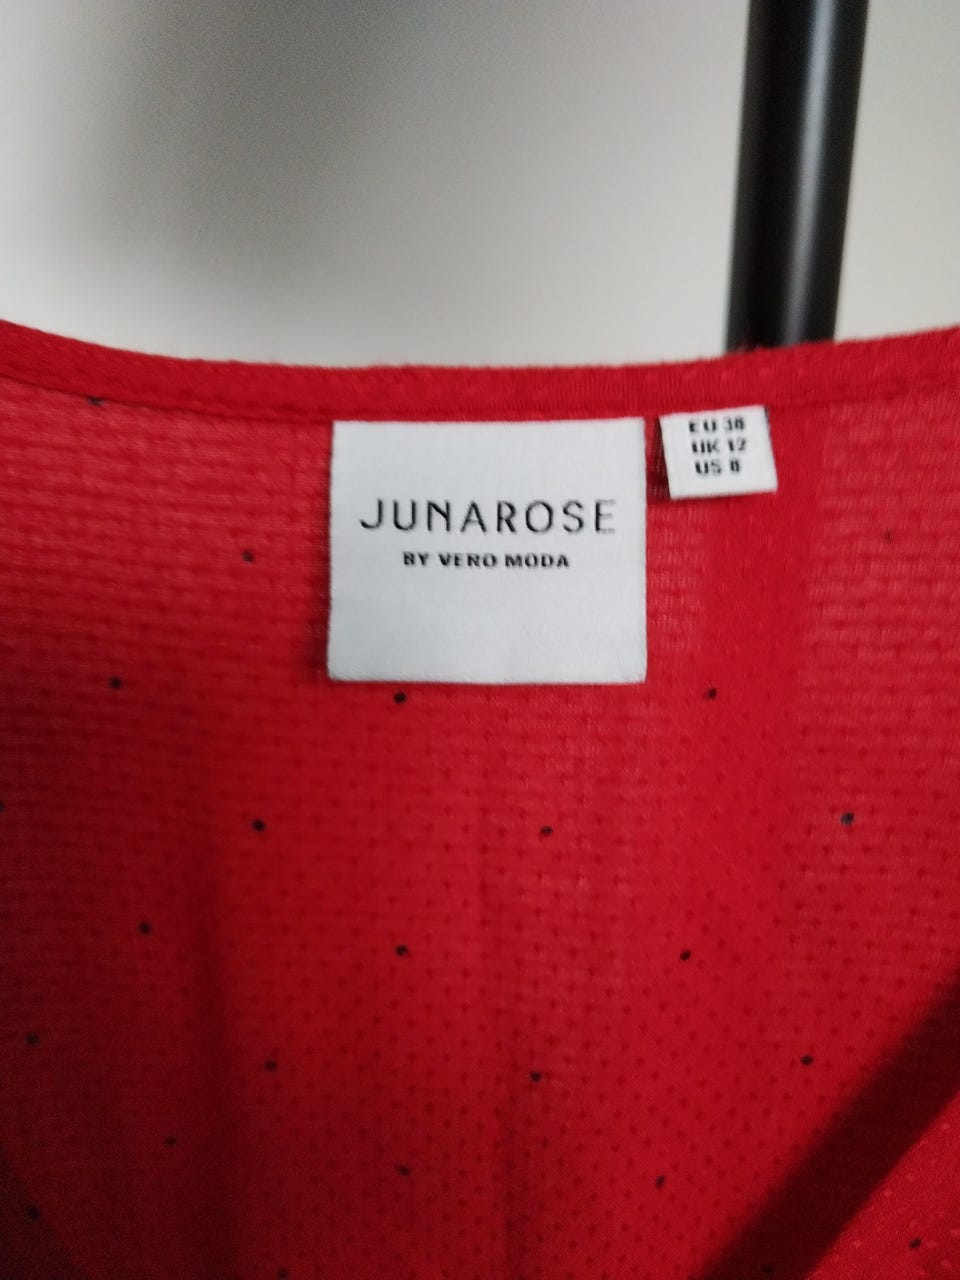 JUNAROSE
BY VERO MODA
EU 38
UK 12
US 8